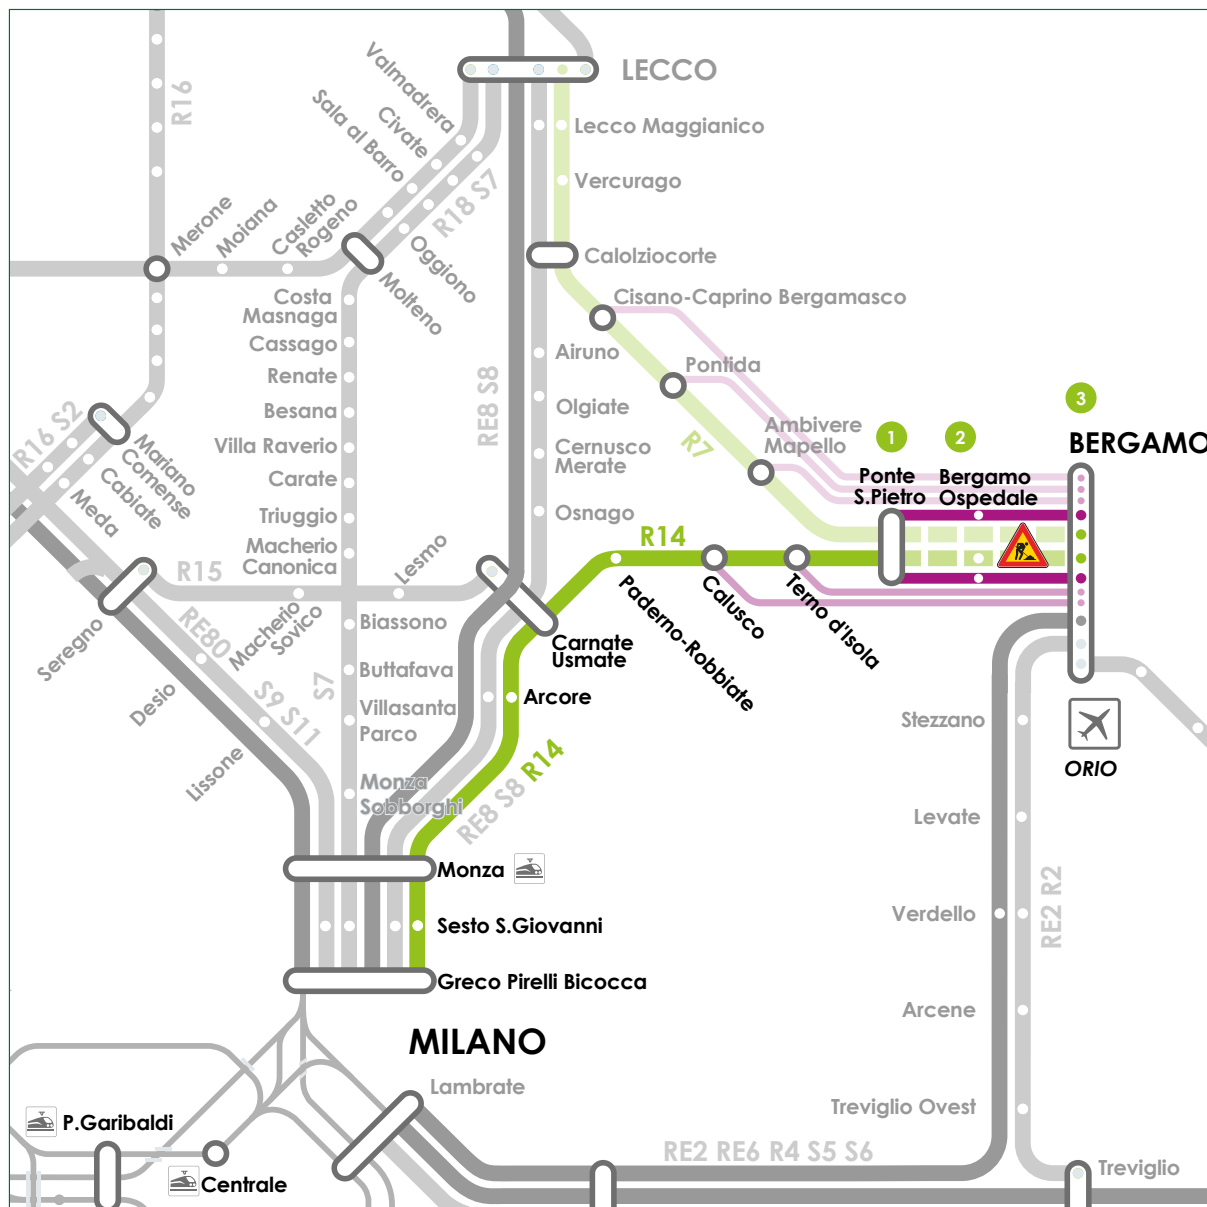 LECCO
R16
Valmadrera
Civate
Sala al Barro
R18 S7
Lecco Maggianico
Vercurago
Merone
Moiana
Casletto
Rogeno
Oggiono
Molteno
Calolziocorte
Cisano-Caprino Bergamasco
Costa
Masnaga
Cassago
Renate
Besana
Villa Raverio
Carate
Triuggio
Macherio
Canonica
RE8 S8
Airuno
Olgiate
Cernusco
Merate
Osnago
Pontida
R7
Ambivere
Mapello
1
2
3
BERGAMO
Ponte
S.Pietro
Bergamo
Ospedale
R16 S2
Mariano
Comense
Cabiate
Meda
R15
Lesmo
R14
Paderno-Robbiate
Calusco
Terno d'Isola
Seregno
RE80
Macherio
Sovico
Biassono
Carnate
Usmate
Desio
S9 S11
S7
Buttafava
Arcore
Villasanta
Parco
Stezzano
ORIO
Lissone
Monza
Sobborghi
RE8 S8 R14
Levate
Monza
Verdello
RE2 R2
Sesto S.Giovanni
Greco Pirelli Bicocca
Arcene
MILANO
Lambrate
Treviglio Ovest
P.Garibaldi
RE2 RE6 R4 S5 S6
Treviglio
Centrale